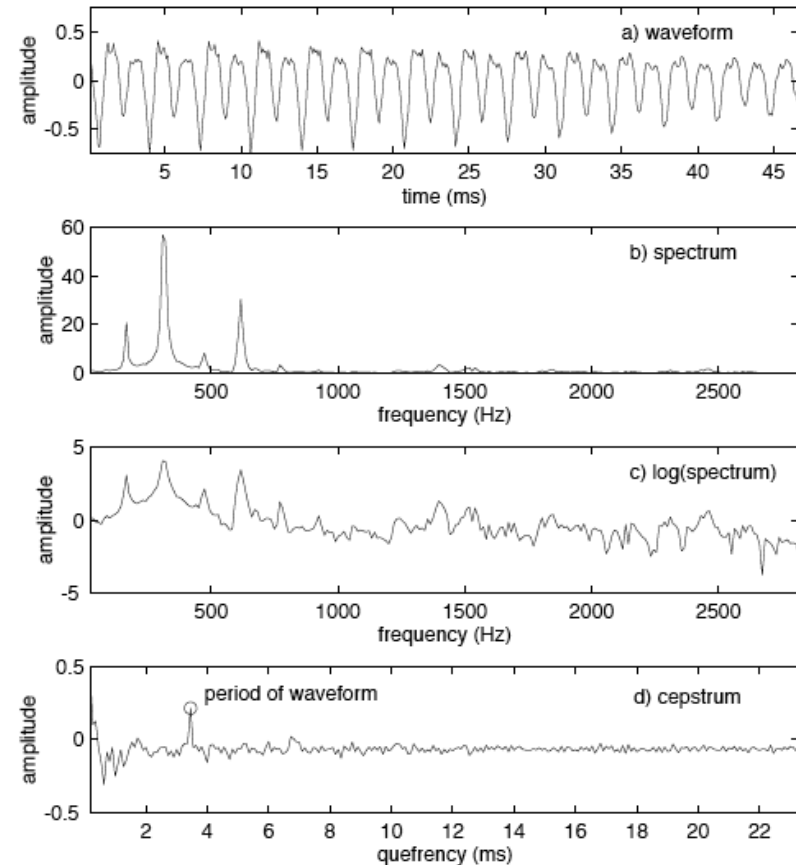 0.5
0
-0.5
amplitude
a) waveform
5 10 15 20 25 30 35 40 45
time (ms)
60
40
20
0
amplitude
b) spectrum
500 1000 1500 2000 2500
frequency (Hz)
5
0
-5
amplitude
c) log(spectrum)
500 1000 1500 2000 2500
frequency (Hz)
0.5
0
-0.5
amplitude
period of waveform
d) cepstrum
2 4 6 8 10 12 14 16 18 20 22
quefrency (ms)